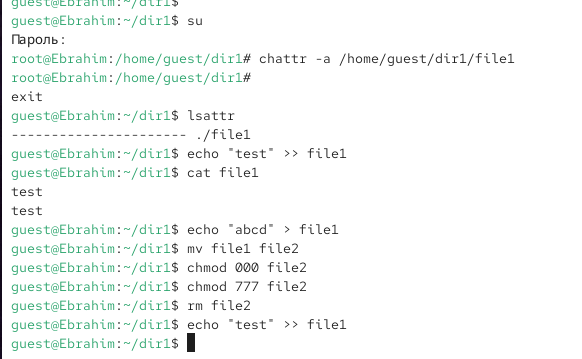 guest@Ebrahim:~/dir1$
guest@Ebrahim:~/dir1$ su
Пароль:
root@Ebrahim:/home/guest/dir1# chattr -a /home/guest/dir1/file1
root@Ebrahim:/home/guest/dir1#
exit
guest@Ebrahim:~/dir1$ lsattr
---------------------- ./file1
guest@Ebrahim:~/dir1$ echo "test" >> file1
guest@Ebrahim:~/dir1$ cat file1
test
test
guest@Ebrahim:~/dir1$ echo "abcd" > file1
guest@Ebrahim:~/dir1$ mv file1 file2
guest@Ebrahim:~/dir1$ chmod 000 file2
guest@Ebrahim:~/dir1$ chmod 777 file2
guest@Ebrahim:~/dir1$ rm file2
guest@Ebrahim:~/dir1$ echo "test" >> file1
guest@Ebrahim:~/dir1$